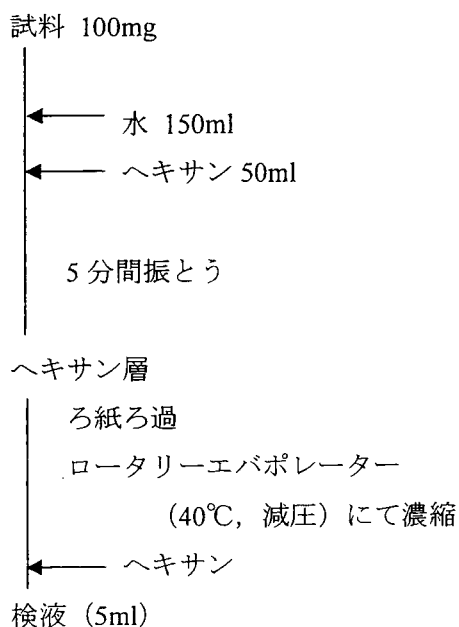 試料 100mg
水 150ml
ヘキサン 50ml
5分間振とう
ヘキサン層
ろ紙ろ過
ロータリーエバポレーター
(40℃, 減圧) にて濃縮
ヘキサン
検液 (5ml)